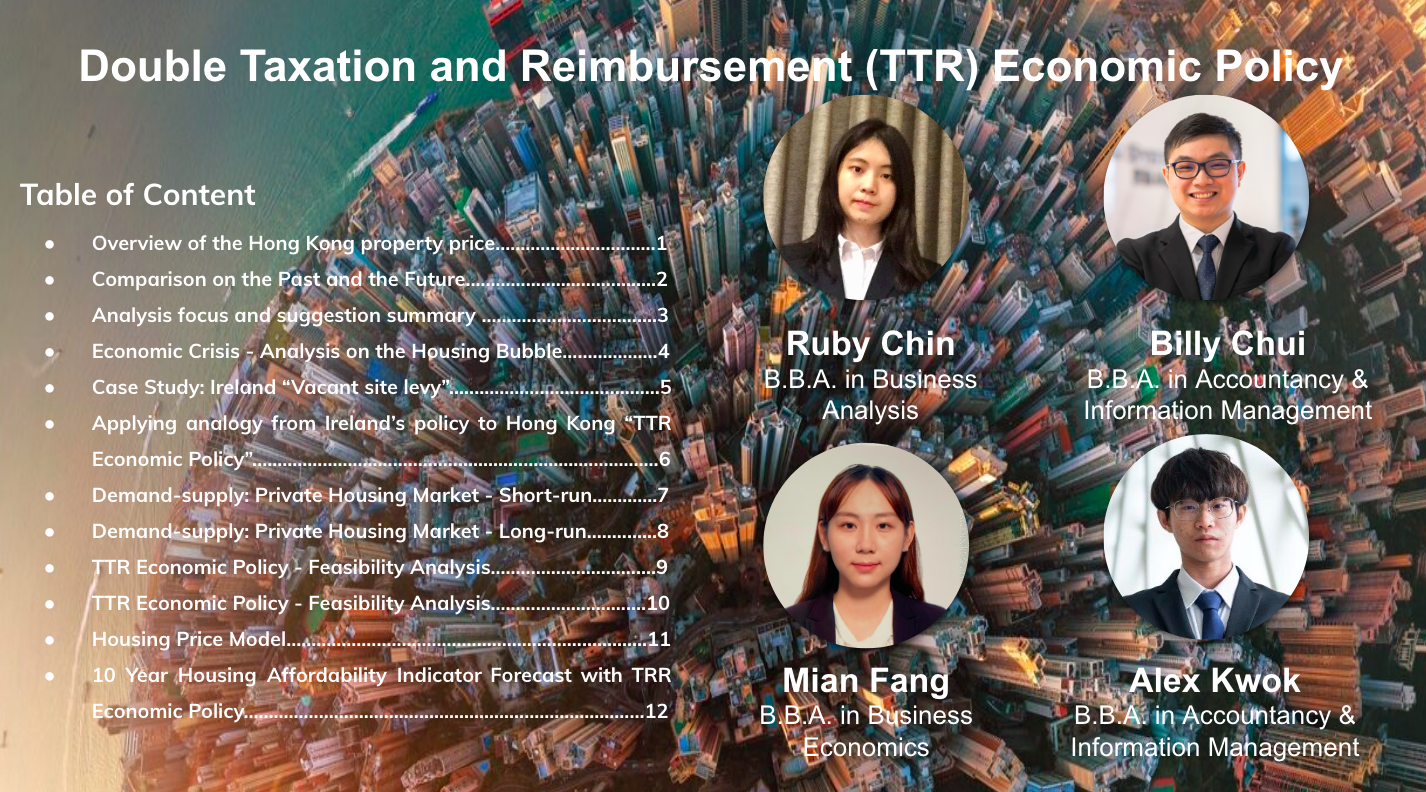 Double Taxation and Reimbursement (TTR) Economic Policy
Table of Content
● Overview of the Hong Kong property price................................1
● Comparison on the Past and the Future......................................2
● Analysis focus and suggestion summary ...................................3
● Economic Crisis - Analysis on the Housing Bubble...................4
● Case Study: Ireland “Vacant site levy”..........................................5
● Applying analogy from Ireland’s policy to Hong Kong “TTR
Economic Policy”.................................................................................6
● Demand-supply: Private Housing Market - Short-run.............7
● Demand-supply: Private Housing Market - Long-run..............8
● TTR Economic Policy - Feasibility Analysis.................................9
● TTR Economic Policy - Feasibility Analysis...............................10
● Housing Price Model........................................................................11
● 10 Year Housing Affordability Indicator Forecast with TRR
Economic Policy................................................................................12
Ruby Chin
B.B.A. in Business
Analysis
Billy Chui
B.B.A. in Accountancy &
Information Management
Mian Fang
B.B.A. in Business
Economics
Alex Kwok
B.B.A. in Accountancy &
Information Management